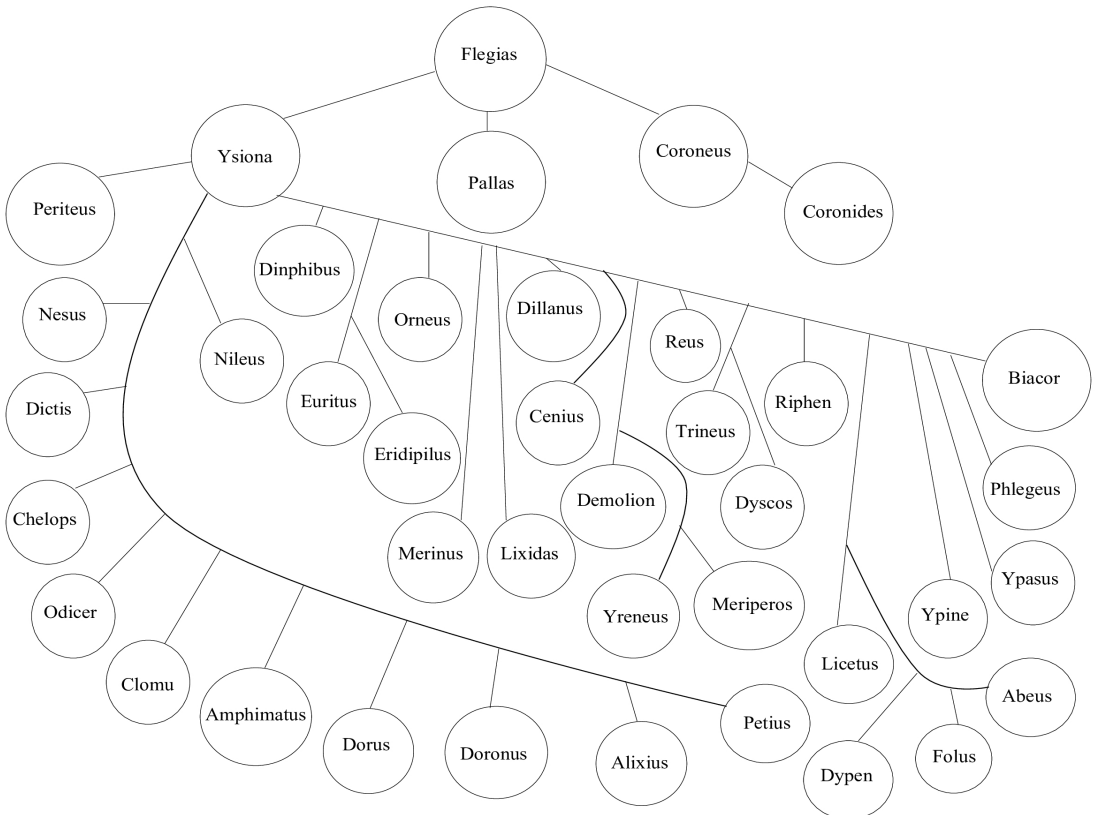 Flegias
Ysiona
Pallas
Coroneus
Coronides
Periteus
Dinphibus
Nesus
Nileus
Orneus
Dillanus
Reus
Biacor
Dictis
Euritus
Cenius
Trineus
Riphen
Eridipilus
Chelops
Merinus
Lixidas
Demolion
Dyscos
Phlegeus
Odicer
Yreneus
Meriperos
Ypine
Ypasus
Clomu
Licetus
Amphimatus
Dorus
Doronus
Alixius
Petius
Abeus
Dypen
Folus